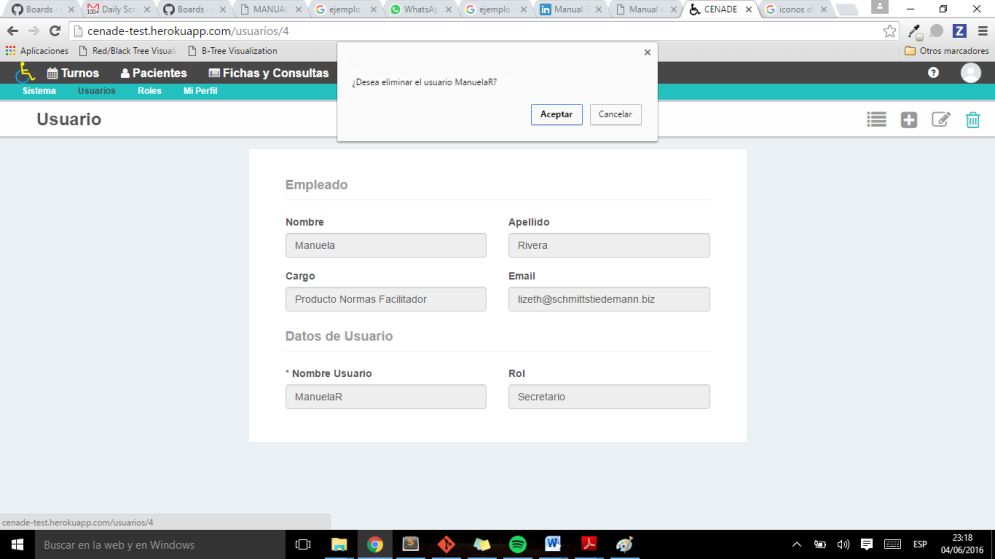 Boards -
Daily Scr
Boards -
MANUAL
ejemplo
WhatsAp
ejemplo
Manual
Manual
CENADE
iconos d
cenade-test.herokuapp.com/usuarios/4
Aplicaciones
Red/Black Tree Visuali
B-Tree Visualization
Otros marcadores
Turnos
Pacientes
Fichas y Consultas
Sistema
Usuarios
Roles
Mi Perfil
¿Desea eliminar el usuario ManuelaR?
Aceptar
Cancelar
Usuario
Empleado
Nombre
Apellido
Manuela
Rivera
Cargo
Email
Producto Normas Facilitador
lizeth@schmittstiedemann.biz
Datos de Usuario
* Nombre Usuario
Rol
ManuelaR
Secretario
cenade-test.herokuapp.com/usuarios/4
Buscar en la web y en Windows
ESP
23:18
04/06/2016